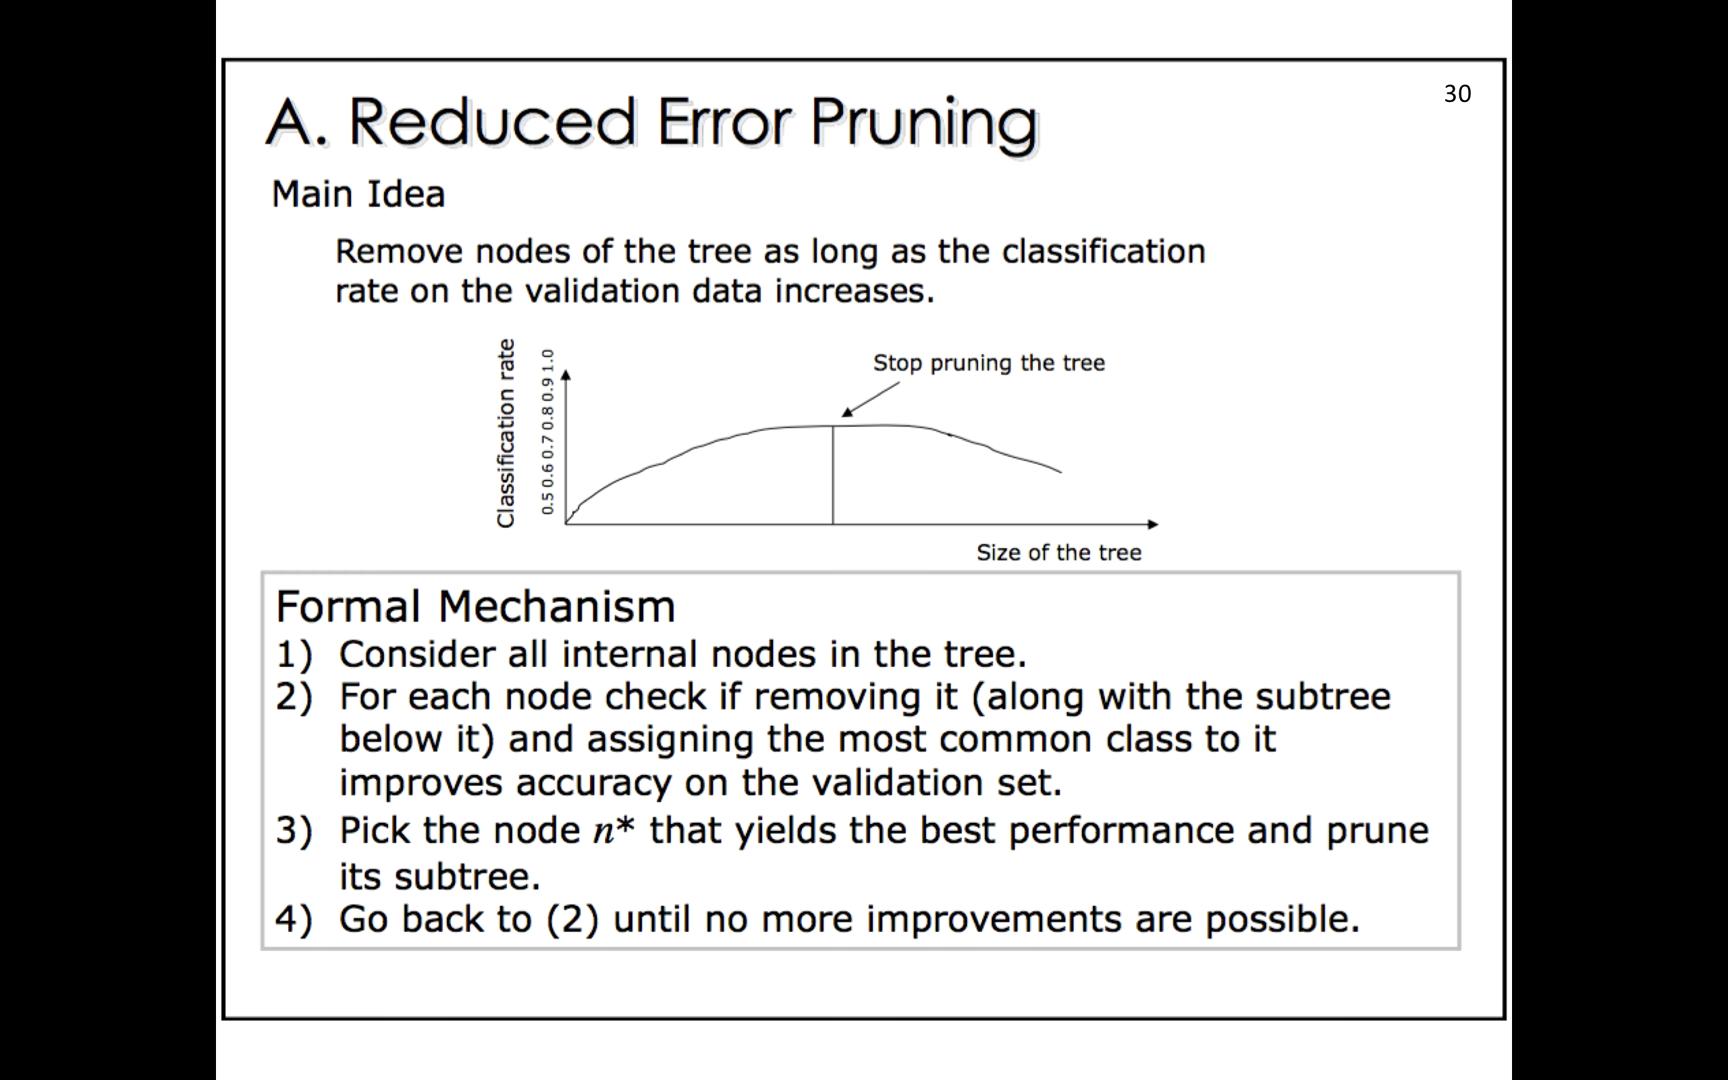 30
A. Reduced Error Pruning
Main Idea
Remove nodes of the tree as long as the classification
rate on the validation data increases.
Classification rate
0.5 0.6 0.7 0.8 0.9 1.0
Stop pruning the tree
Size of the tree
Formal Mechanism
1) Consider all internal nodes in the tree.
2) For each node check if removing it (along with the subtree
below it) and assigning the most common class to it
improves accuracy on the validation set.
3) Pick the node n* that yields the best performance and prune
its subtree.
4) Go back to (2) until no more improvements are possible.